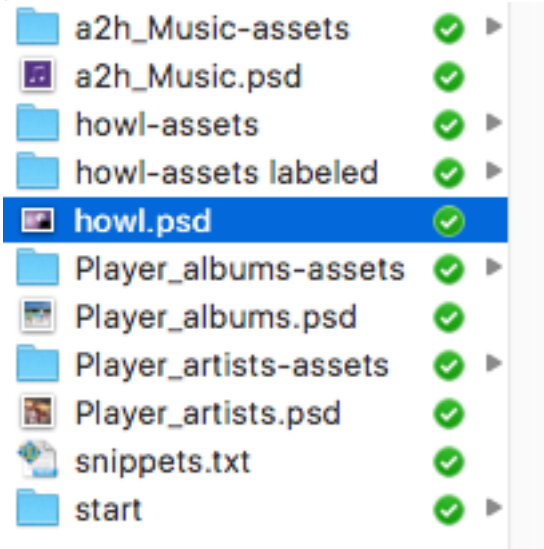 a2h_Music-assets
a2h_Music.psd
howl-assets
howl-assets labeled
howl.psd
Player_albums-assets
Player_albums.psd
Player_artists-assets
Player_artists.psd
snippets.txt
start